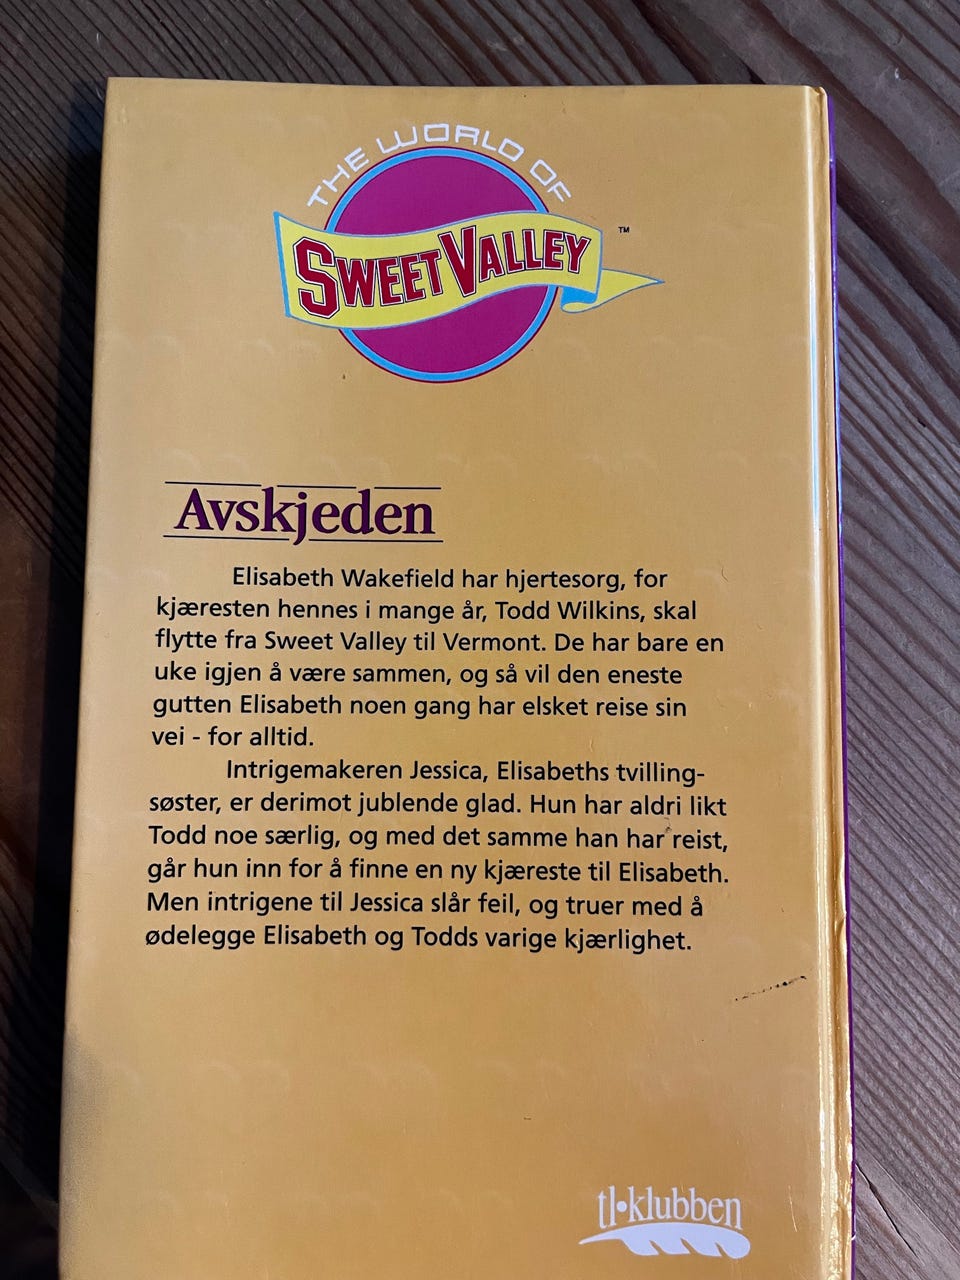 THE WORLD OF
SWEET VALLEY
TM
Avskjeden
Elisabeth Wakefield har hjertesorg, for
kjæresten hennes i mange år, Todd Wilkins, skal
flytte fra Sweet Valley til Vermont. De har bare en
uke igjen å være sammen, og så vil den eneste
gutten Elisabeth noen gang har elsket reise sin
vei - for alltid.
Intrigemakeren Jessica, Elisabeths tvilling-
søster, er derimot jublende glad. Hun har aldri likt
Todd noe særlig, og med det samme han har reist,
går hun inn for å finne en ny kjæreste til Elisabeth.
Men intrigene til Jessica slår feil, og truer med å
ødelegge Elisabeth og Todds varige kjærlighet.
tl•klubben